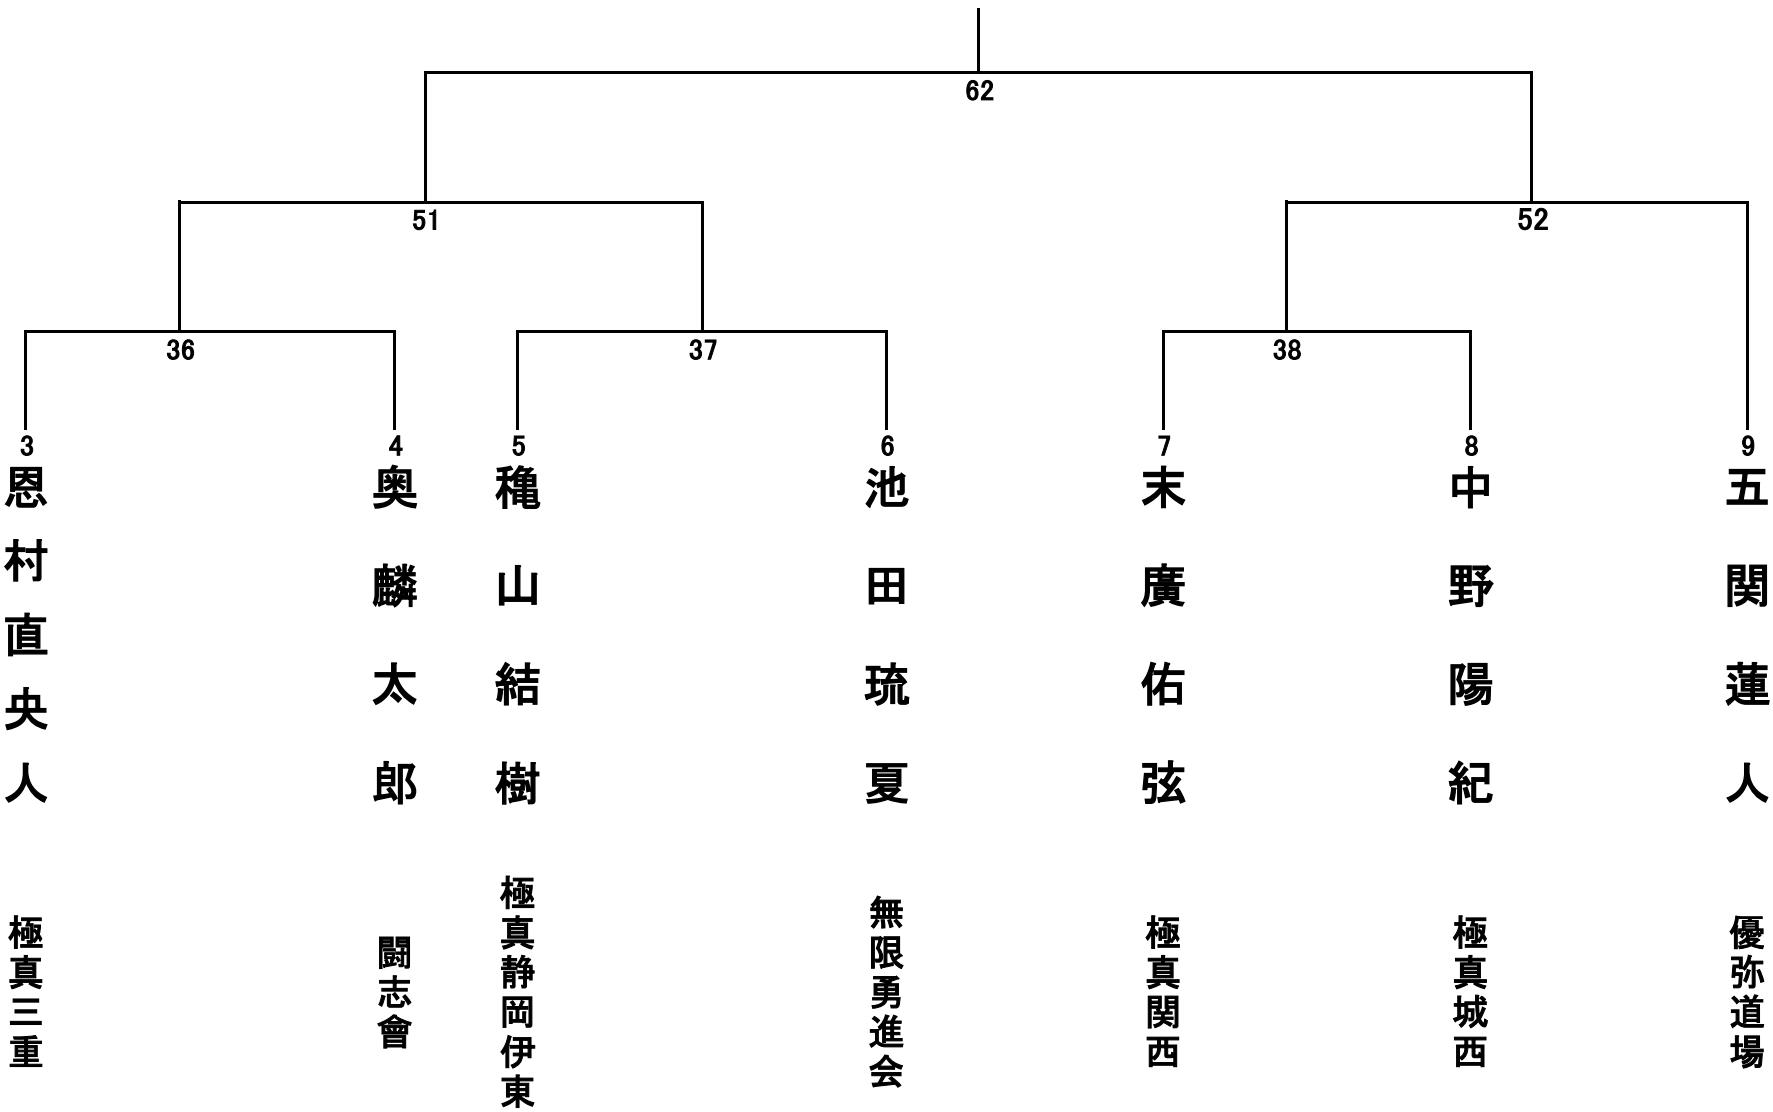 62
51
52
36
37
38
3
4
5
6
7
8
9
恩村直央人
奥麟太郎
穐山結樹
池田琉夏
末廣佑弦
中野陽紀
五関蓮人
極真三重
闘志會
極真静岡伊東
無限勇進会
極真関西
極真城西
優弥道場